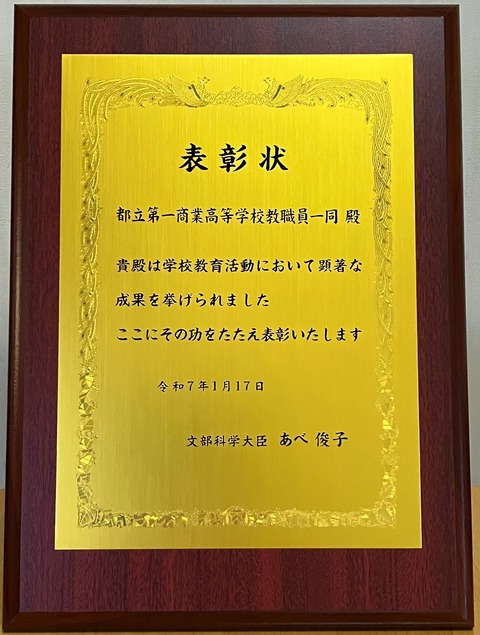 表彰状
都立第一商業高等学校教職員一同 殿
貴殿は学校教育活動において顕著な
成果を挙げられました
ここにその功をたたえ表彰いたします
令和7年1月17日
文部科学大臣 あべ 俊子